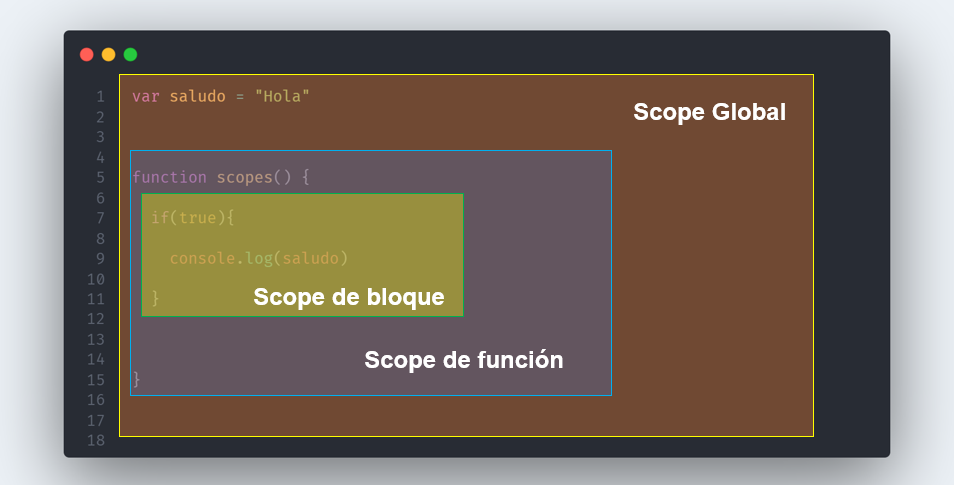 1 var saludo = "Hola"
Scope Global
2
3
4
5 function scopes() {
6
7 if(true){
8
9 console.log(saludo)
10
11 }
Scope de bloque
12
13
14
Scope de función
15 }
16
17
18